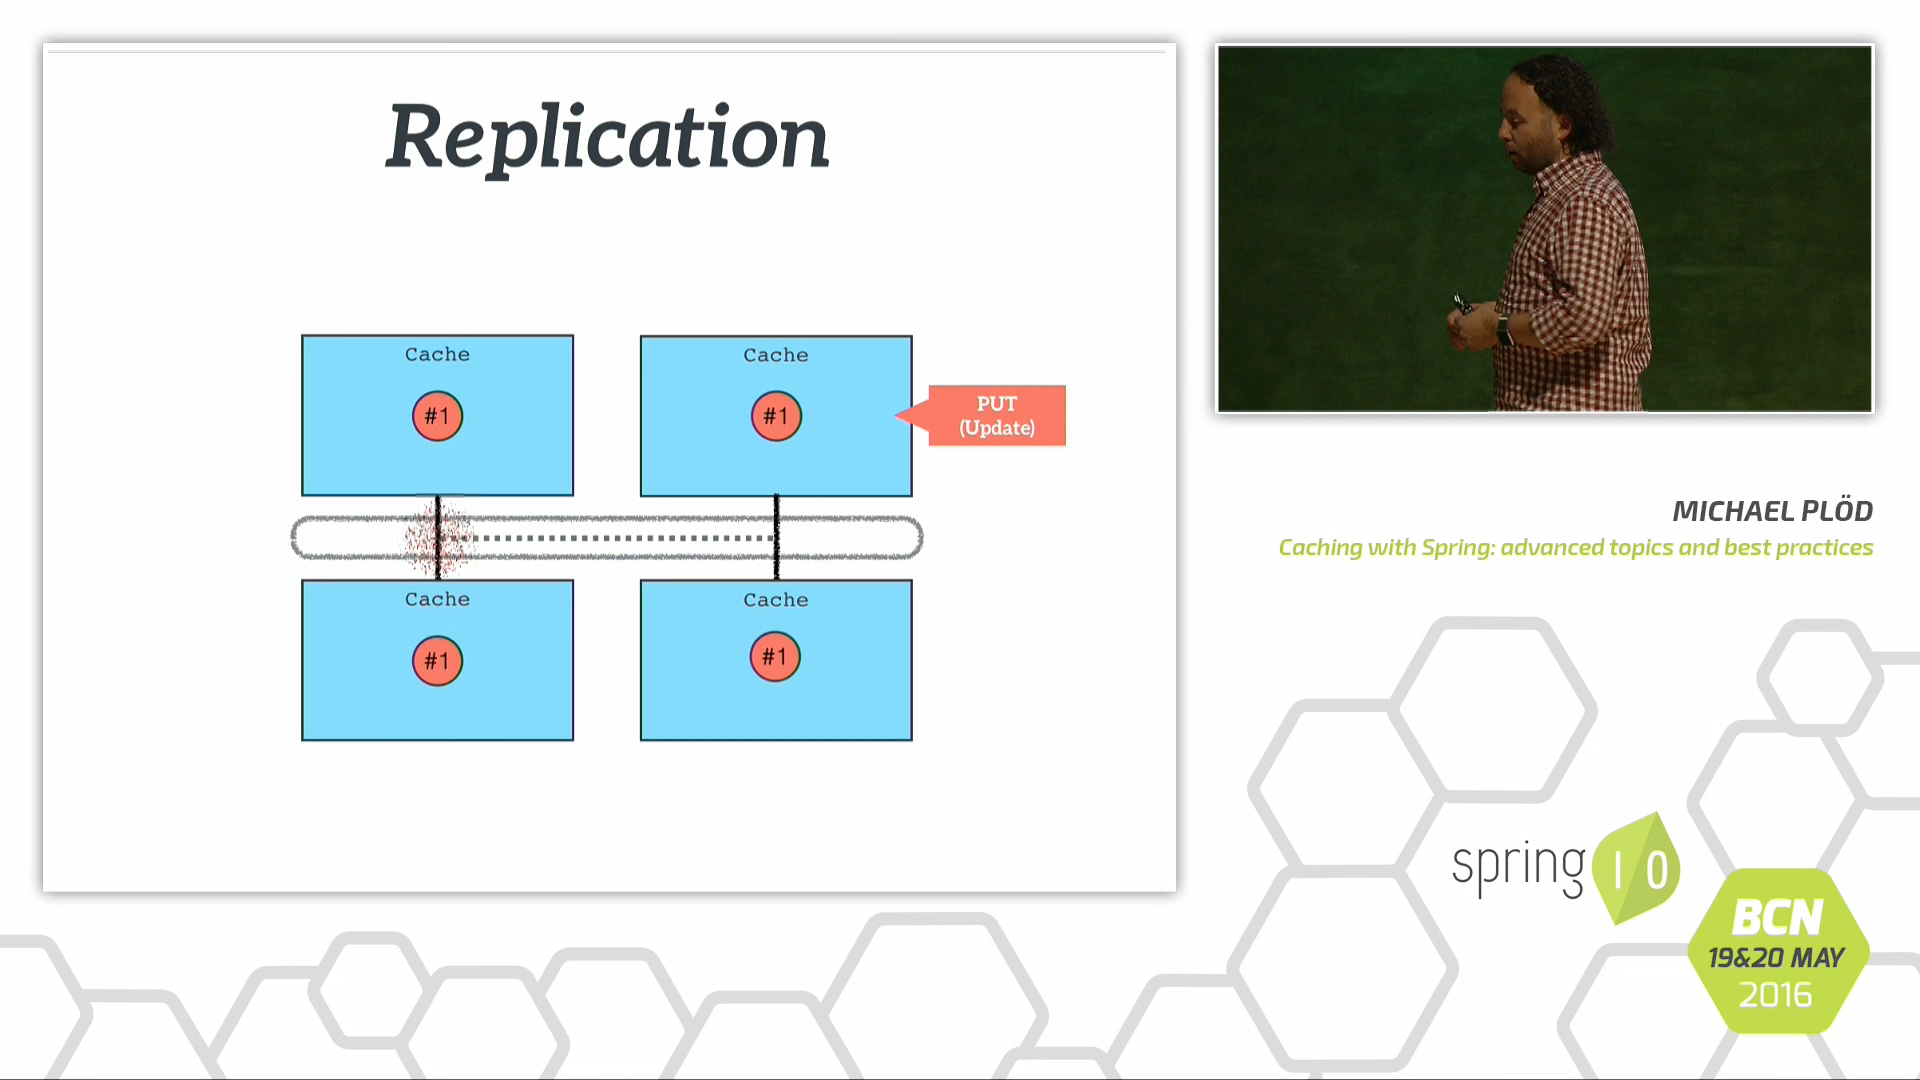 Replication
Cache
#1
Cache
#1
PUT
(Update)
Cache
#1
Cache
#1
MICHAEL PLÖD
Caching with Spring: advanced topics and best practices
spring I O
BCN
19&20 MAY
2016